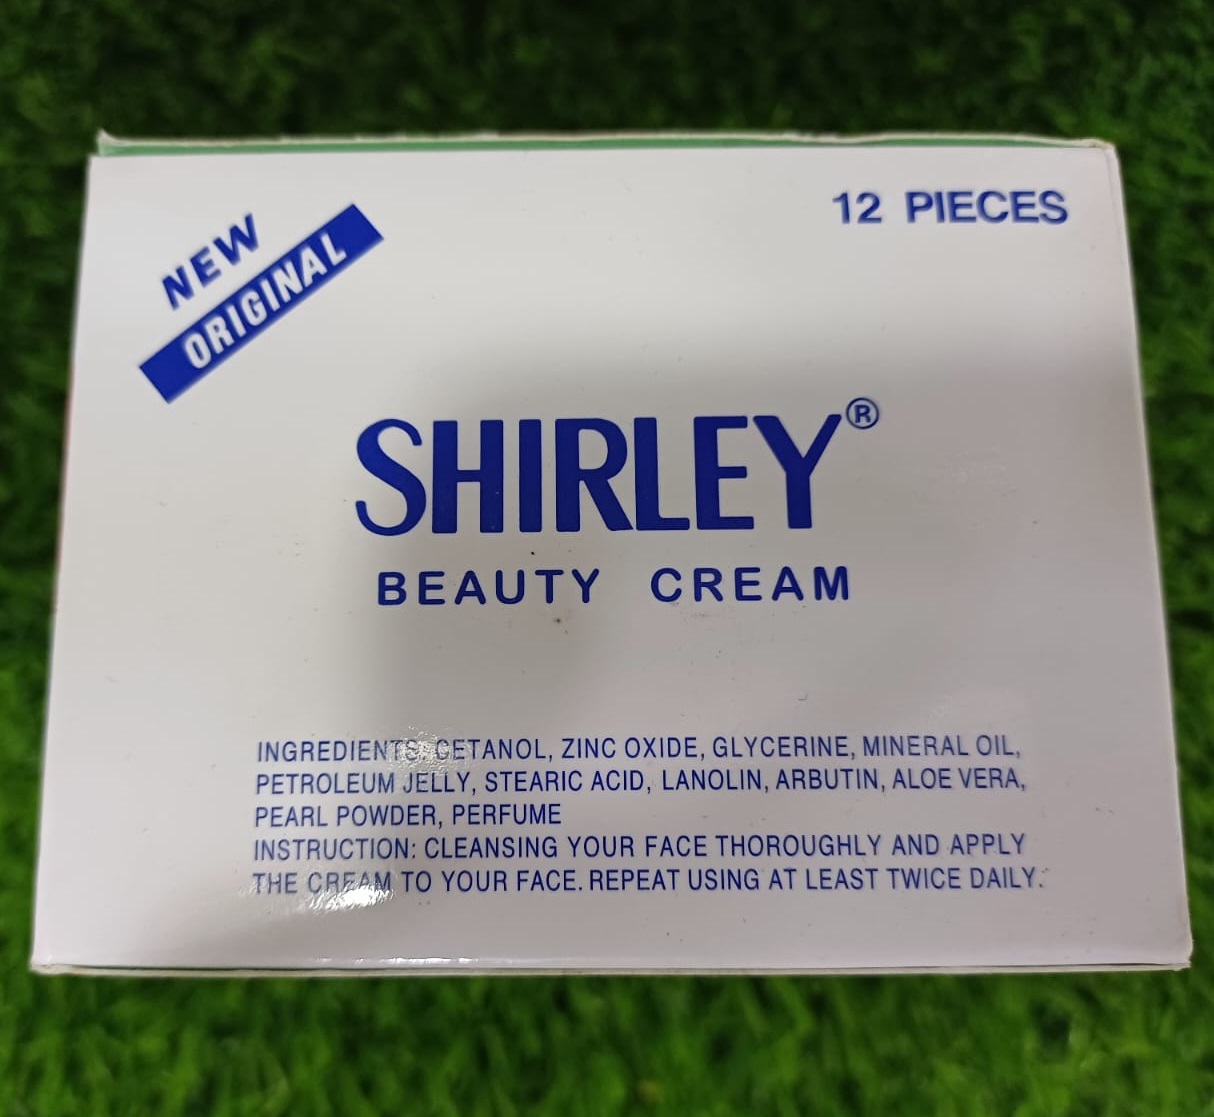 NEW
ORIGINAL
12 PIECES
SHIRLEY®
BEAUTY CREAM
INGREDIENTS: CETANOL, ZINC OXIDE, GLYCERINE, MINERAL OIL,
PETROLEUM JELLY, STEARIC ACID, LANOLIN, ARBUTIN, ALOE VERA,
PEARL POWDER, PERFUME
INSTRUCTION: CLEANSING YOUR FACE THOROUGHLY AND APPLY
THE CREAM TO YOUR FACE. REPEAT USING AT LEAST TWICE DAILY.